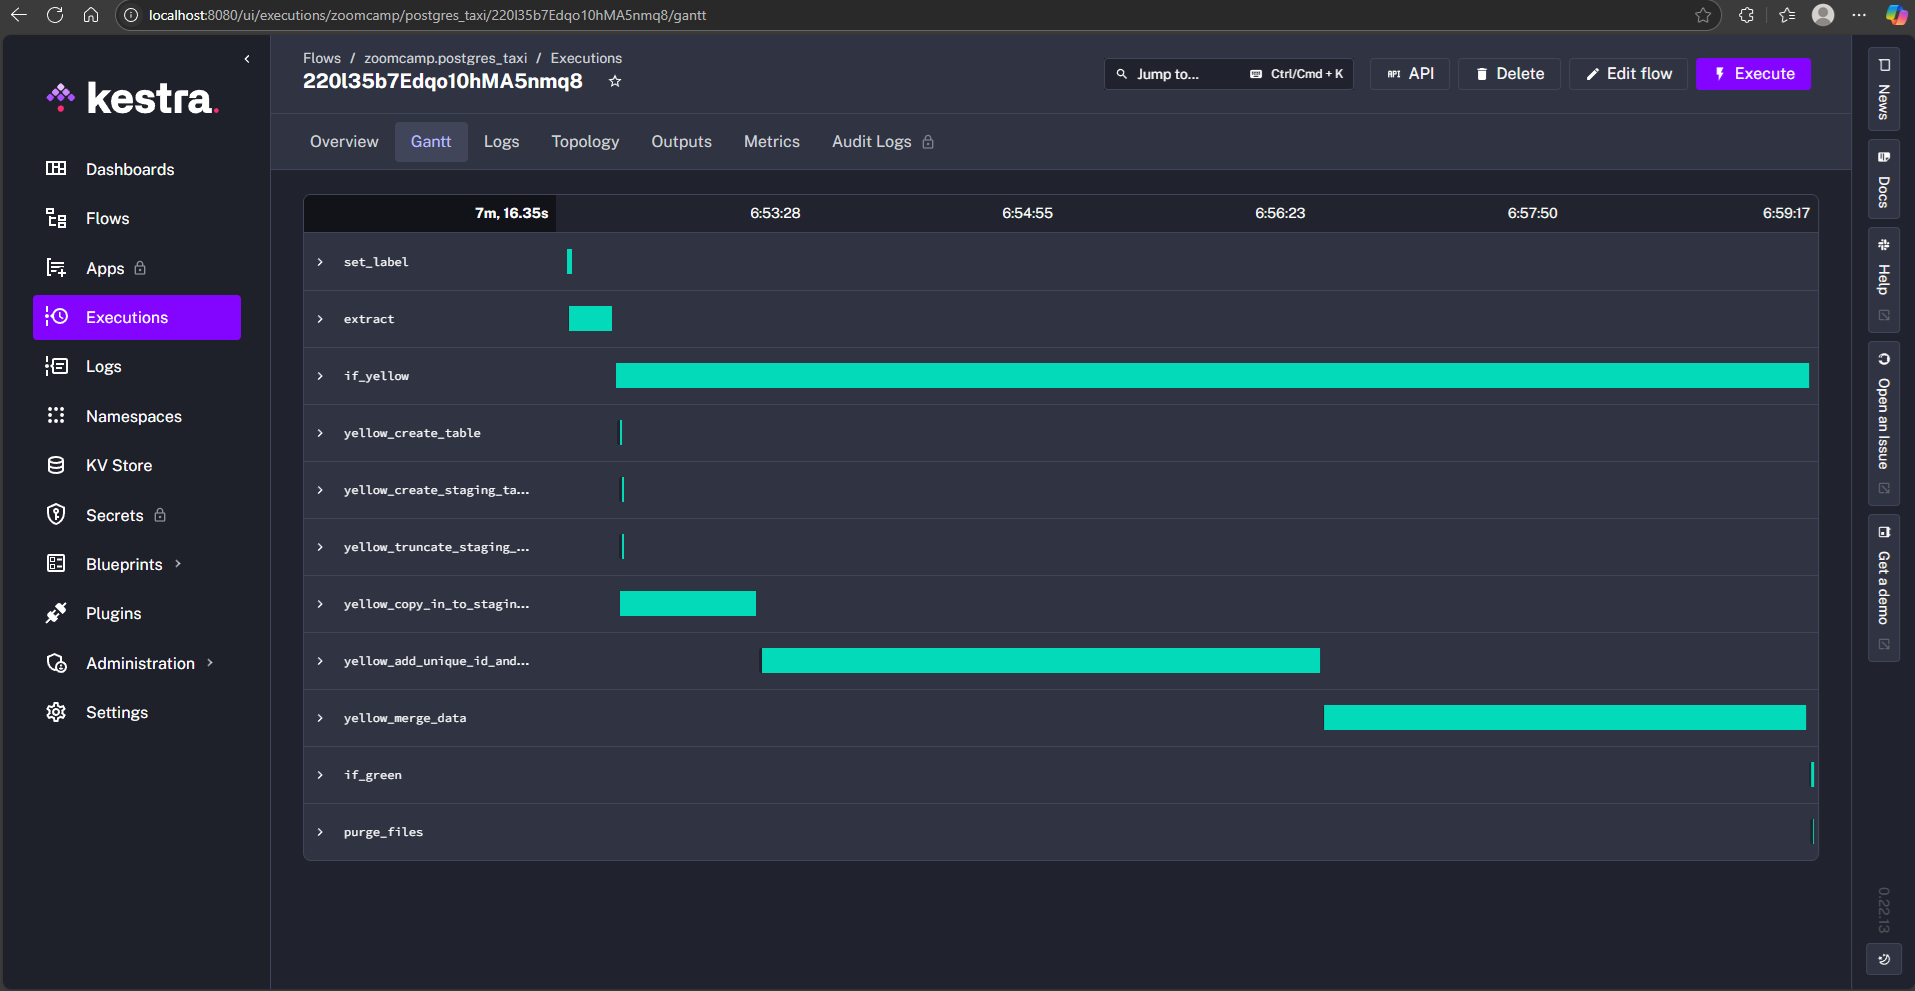 localhost:8080/ui/executions/zoomcamp/postgres_taxi/220l35b7Edqo10hMA5nmq8/gantt
kestra.
Dashboards
Flows
Apps
Executions
Logs
Namespaces
KV Store
Secrets
Blueprints
Plugins
Administration
Settings
Flows / zoomcamp.postgres_taxi / Executions
220l35b7Edqo10hMA5nmq8
Jump to... Ctrl/Cmd + K
API API
Delete
Edit flow
Execute
Overview Gantt Logs Topology Outputs Metrics Audit Logs
7m, 16.35s 6:53:28 6:54:55 6:56:23 6:57:50 6:59:17
set_label
extract
if_yellow
yellow_create_table
yellow_create_staging_ta...
yellow_truncate_staging_...
yellow_copy_in_to_stagin...
yellow_add_unique_id_and...
yellow_merge_data
if_green
purge_files
News
Docs
Help
Open an Issue
Get a demo
0.22.13